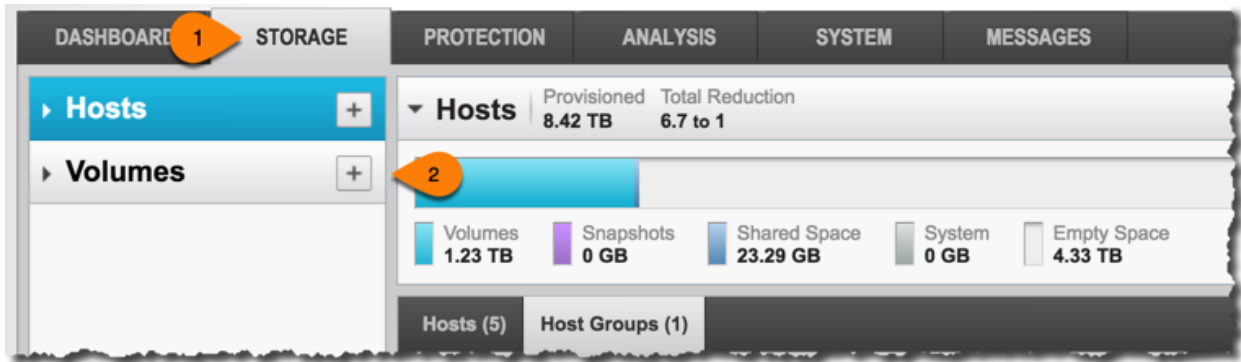 DASHBOARD 1 STORAGE PROTECTION ANALYSIS SYSTEM MESSAGES
Hosts +
Volumes +
2
Hosts Provisioned Total Reduction
8.42 TB 6.7 to 1
Volumes Snapshots Shared Space System Empty Space
1.23 TB 0 GB 23.29 GB 0 GB 4.33 TB
Hosts (5) Host Groups (1)